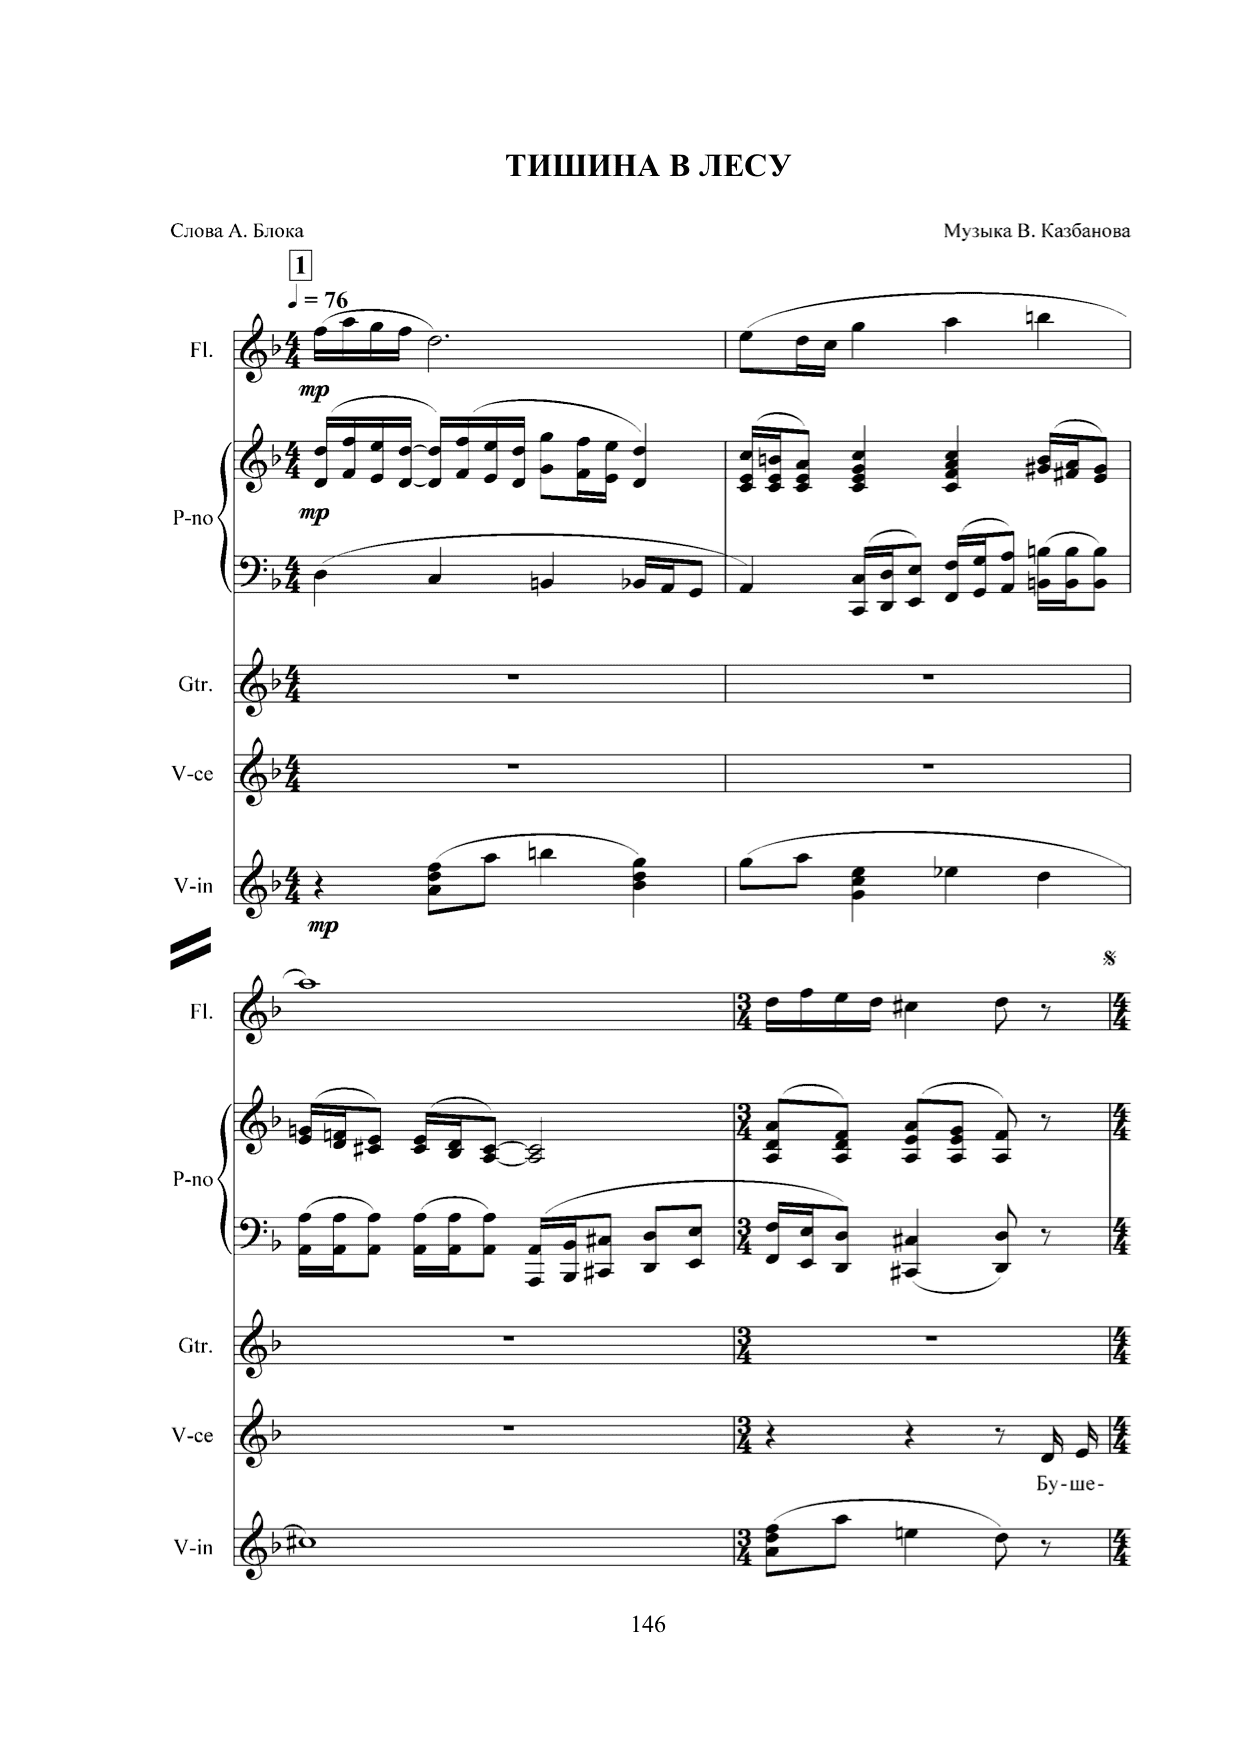 ТИШИНА В ЛЕСУ
Слова А. Блока
Музыка В. Казбанова
1
♩ = 76
Fl.
mp
P-no
mp
Gtr.
V-ce
V-in
mp
Fl.
P-no
Gtr.
V-ce
Бу-ше-
V-in
146